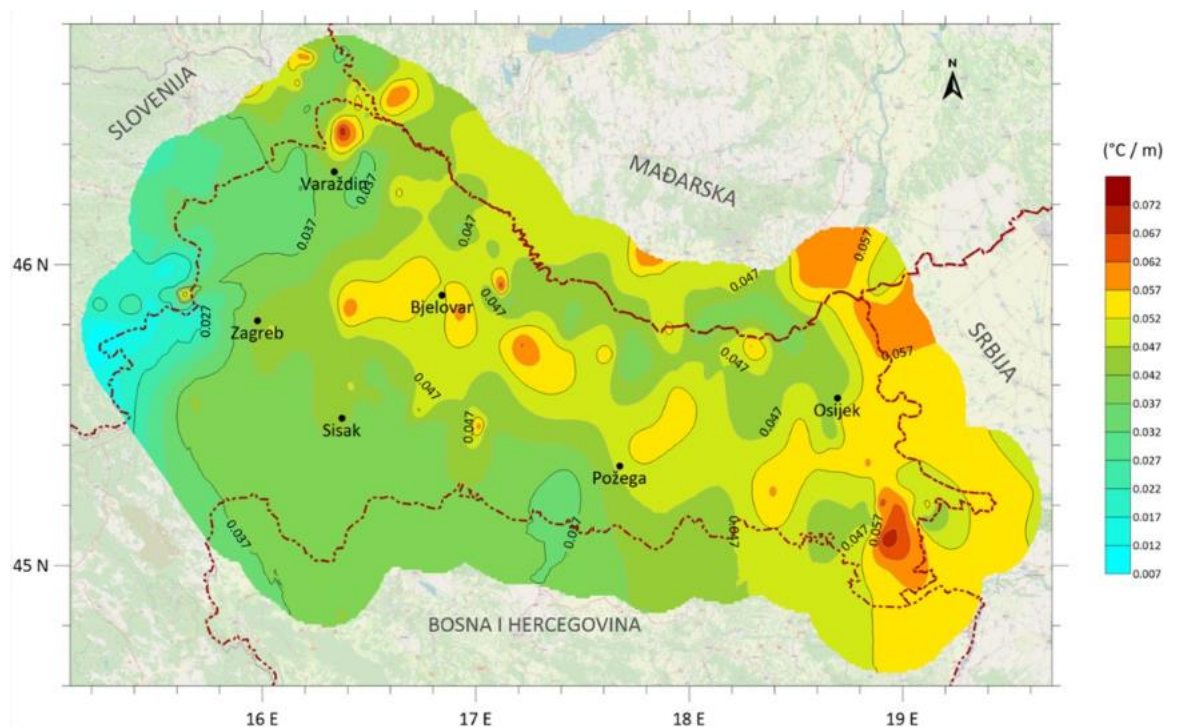 N
SLOVENIJA
MAĐARSKA
(°C / m)
Varaždin
0.037
0.037
0.047
0.057
0.072
0.067
0.062
0.057
0.052
0.047
0.042
0.037
0.032
0.027
0.022
0.017
0.012
0.007
46 N
0.047
0.047
Bjelovar
0.027
Zagreb
0.047
0.057
SRBIJA
0.047
0.047
Osijek
0.047
Sisak
Požega
0.037
0.037
0.047
0.047
0.057
45 N
BOSNA I HERCEGOVINA
16 E
17 E
18 E
19 E